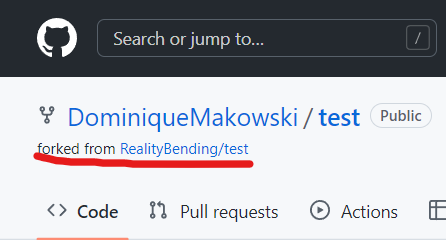 Search or jump to... /
DominiqueMakowski / test Public
forked from RealityBending/test
<> Code Pull requests Actions